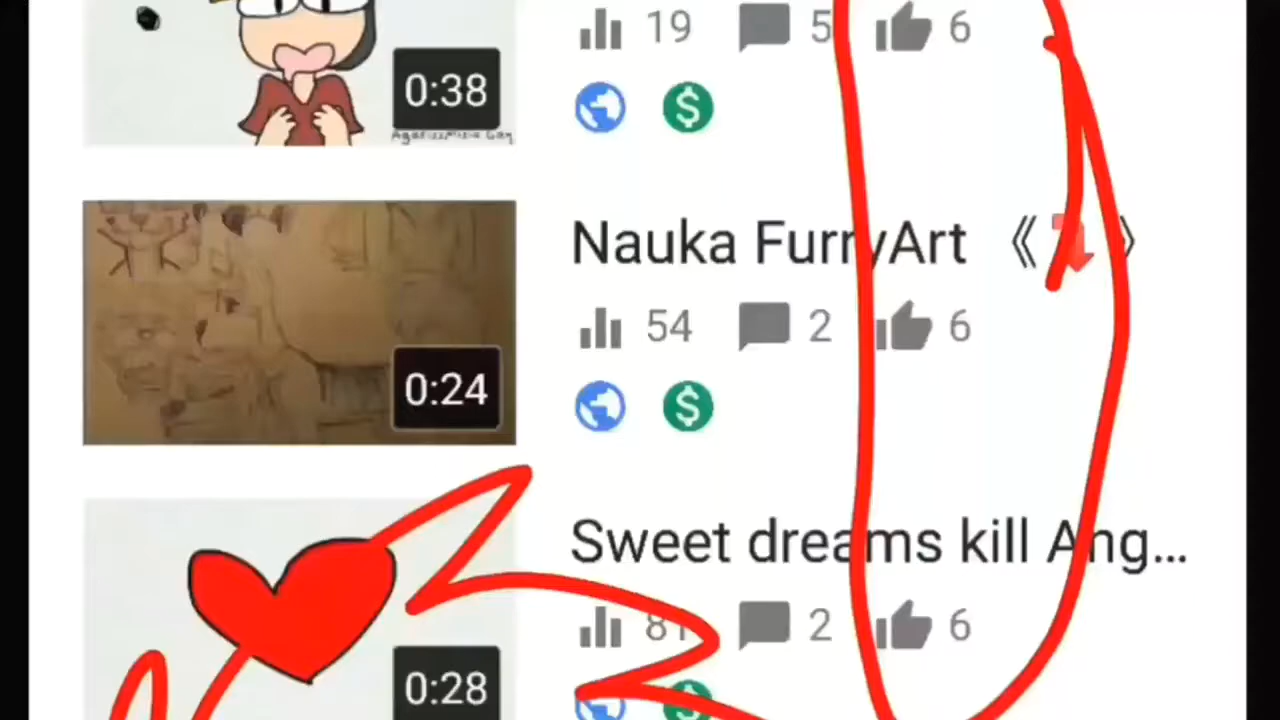 19 5 6
0:38
Nauka FurryArt 《 》
54 2 6
0:24
Sweet dreams kill Ang...
81 2 6
0:28